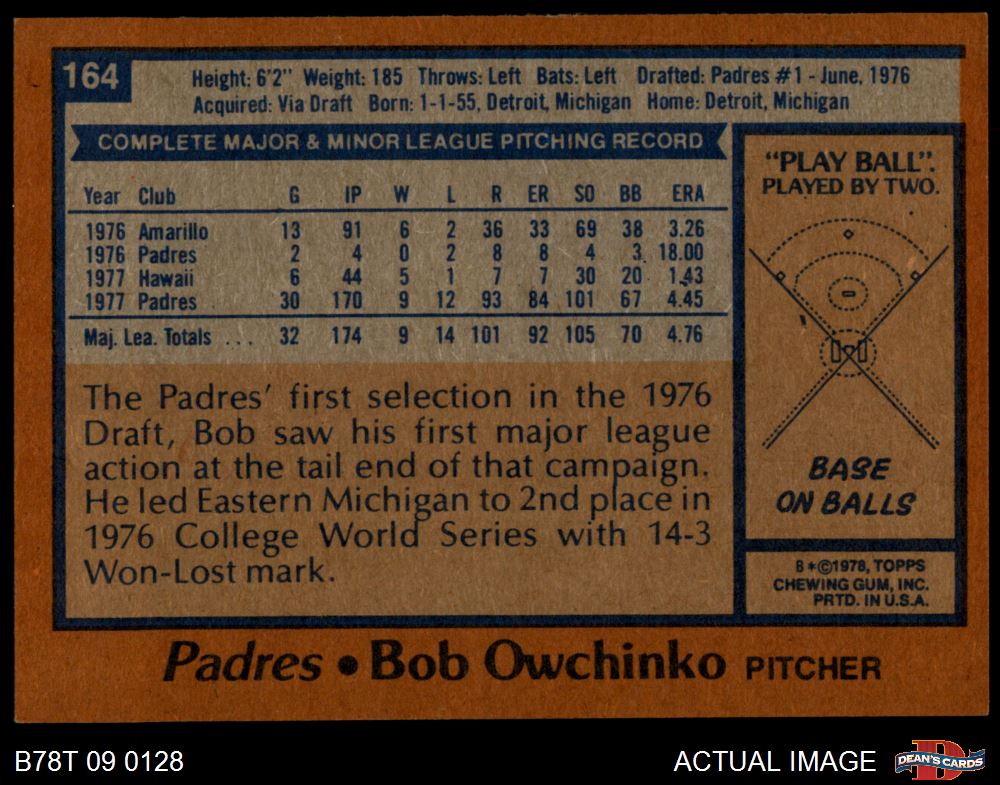 164
Height: 6'2" Weight: 185 Throws: Left Bats: Left Drafted: Padres #1 - June, 1976
Acquired: Via Draft Born: 1-1-55, Detroit, Michigan Home: Detroit, Michigan
COMPLETE MAJOR & MINOR LEAGUE PITCHING RECORD
Year Club G IP W L R ER SO BB ERA
1976 Amarillo 13 91 6 2 36 33 69 38 3.26
1976 Padres 2 4 0 2 8 8 4 3 18.00
1977 Hawaii 6 44 5 1 7 7 30 20 1.43
1977 Padres 30 170 9 12 93 84 101 67 4.45
Maj. Lea. Totals ... 32 174 9 14 101 92 105 70 4.76
The Padres' first selection in the 1976
Draft, Bob saw his first major league
action at the tail end of that campaign.
He led Eastern Michigan to 2nd place in
1976 College World Series with 14-3
Won-Lost mark.
"PLAY BALL".
PLAYED BY TWO.
BASE
ON BALLS
B*©1978, TOPPS
CHEWING GUM, INC.
PRTD. IN U.S.A.
Padres • Bob Owchinko PITCHER
B78T 09 0128
ACTUAL IMAGE
D
DEAN'S CARDS